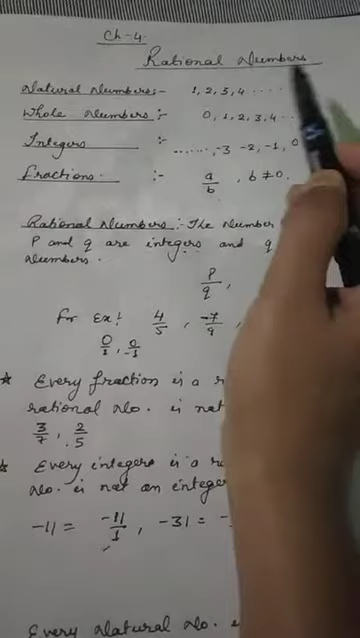 Ch-4
Rational Numbers
Natural Numbers:- 1, 2, 3, 4 .....
Whole Numbers :- 0, 1, 2, 3, 4 ...
Integers :- ......, -3 -2, -1, 0
Fractions :- a/b , b ≠ 0.
Rational Numbers :- The Number
P and q are integers and q
Numbers.
P/q ,
For Ex! 4/5 , -7/9 ,
0/1 , 0/-1
★ Every fraction is a
rational No. is not
3/7 , 2/5
★ Every integers is a
No. is not an integer
-11 = -11/1 , -31 =
Every Natural No.